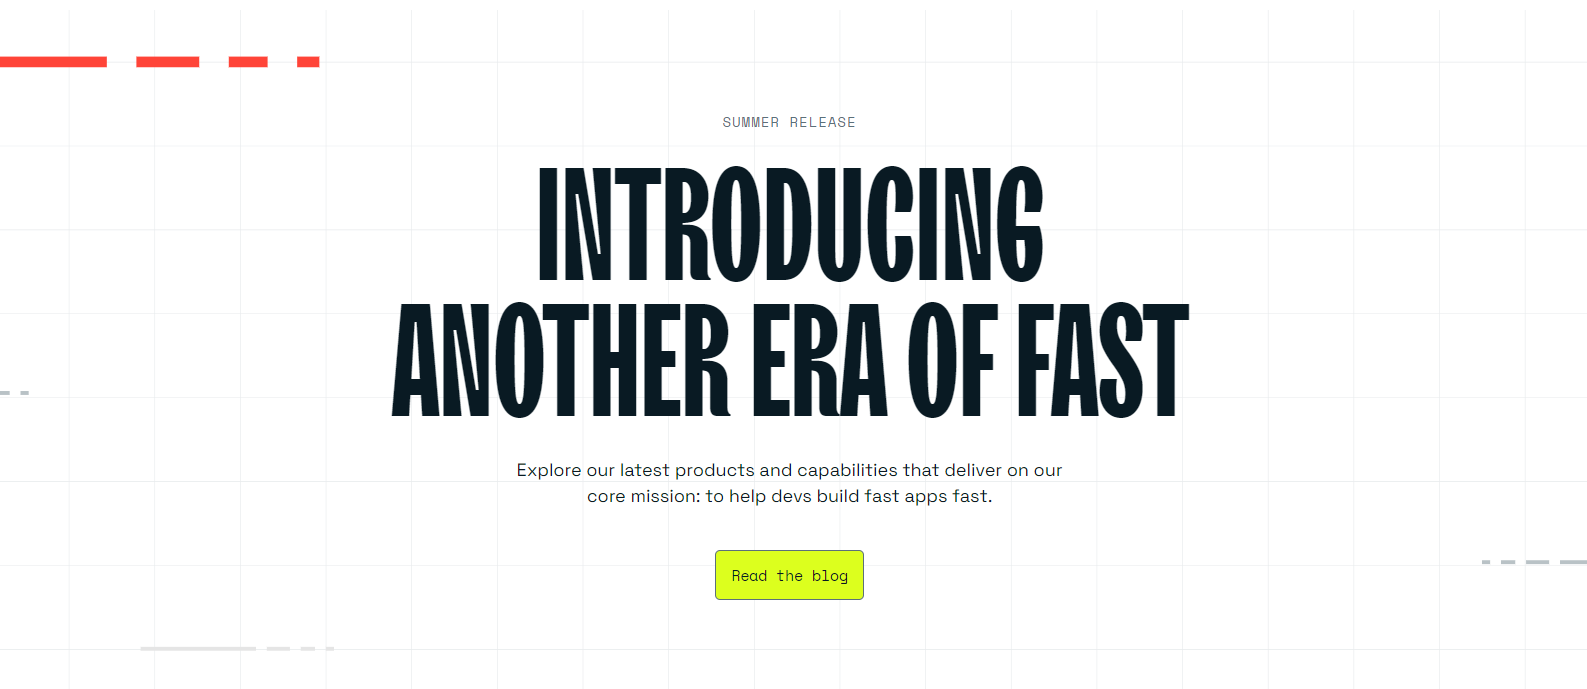 SUMMER RELEASE
INTRODUCING
ANOTHER ERA OF FAST
Explore our latest products and capabilities that deliver on our
core mission: to help devs build fast apps fast.
Read the blog